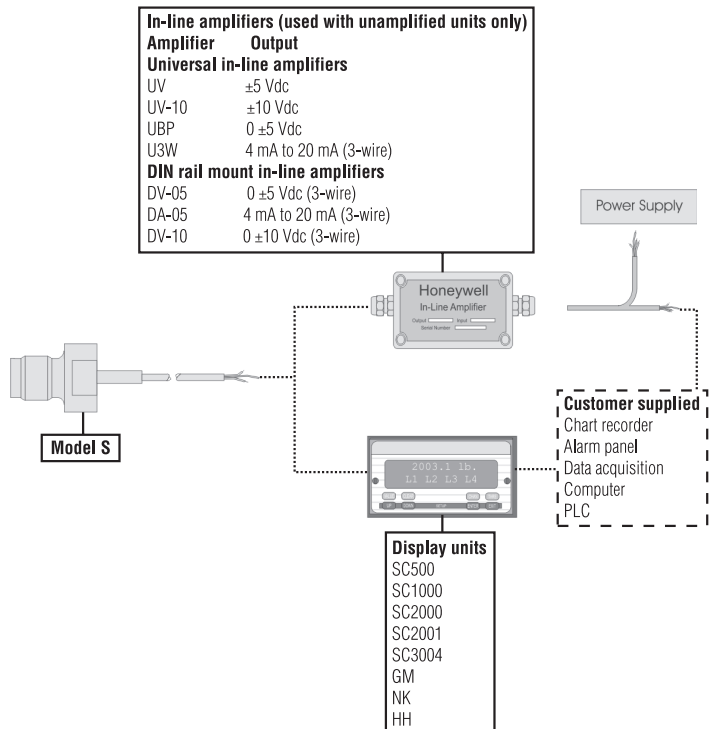 In-line amplifiers (used with unamplified units only)
Amplifier Output
Universal in-line amplifiers
UV ±5 Vdc
UV-10 ±10 Vdc
UBP 0 ±5 Vdc
U3W 4 mA to 20 mA (3-wire)
DIN rail mount in-line amplifiers
DV-05 0 ±5 Vdc (3-wire)
DA-05 4 mA to 20 mA (3-wire)
DV-10 0 ±10 Vdc (3-wire)
Power Supply
Honeywell
In-Line Amplifier
Output Input
Serial Number
Model S
2003.1 lb.
L1 L2 L3 L4
SETUP
Customer supplied
Chart recorder
Alarm panel
Data acquisition
Computer
PLC
Display units
SC500
SC1000
SC2000
SC2001
SC3004
GM
NK
HH